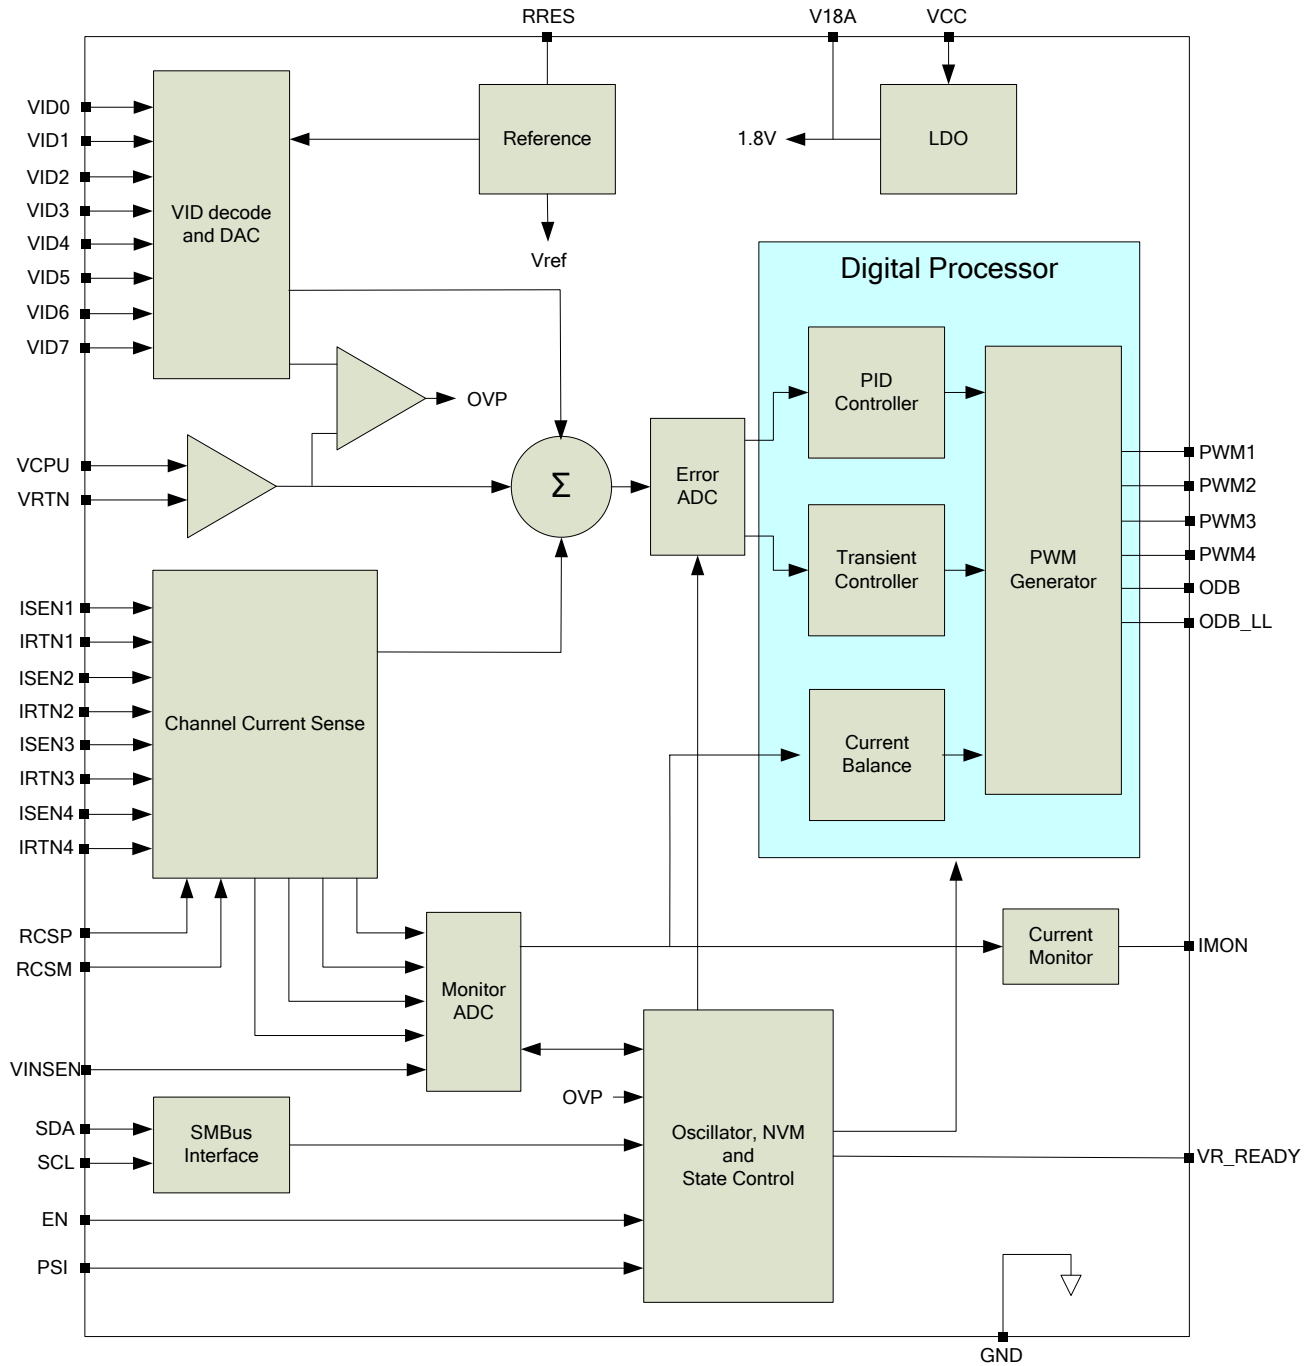 RRES
V18A
VCC
VID0
VID1
VID2
VID3
VID4
VID5
VID6
VID7
VID decode
and DAC
Reference
Vref
1.8V
LDO
OVP
VCPU
VRTN
Σ
Error
ADC
Digital Processor
PID
Controller
Transient
Controller
Current
Balance
PWM
Generator
PWM1
PWM2
PWM3
PWM4
ODB
ODB_LL
ISEN1
IRTN1
ISEN2
IRTN2
ISEN3
IRTN3
ISEN4
IRTN4
Channel Current Sense
RCSP
RCSM
VINSEN
Monitor
ADC
Current
Monitor
IMON
SDA
SCL
SMBus
Interface
OVP
Oscillator, NVM
and
State Control
VR_READY
EN
PSI
GND